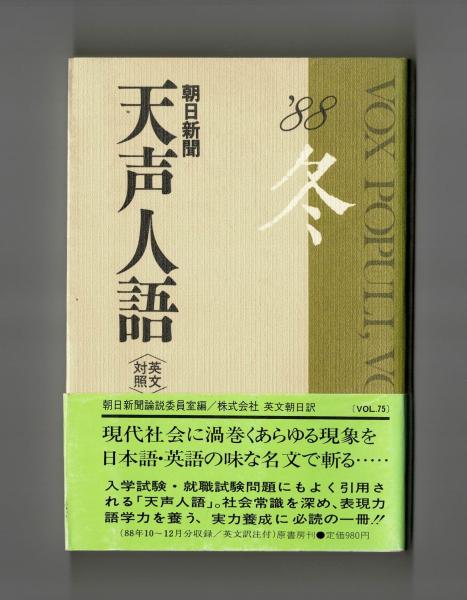 朝日新聞
天声人語
〈英文
対照〉
'88
冬
VOX POPULI, VO
朝日新聞論説委員室編／株式会社 英文朝日訳
〔VOL.75〕
現代社会に渦巻くあらゆる現象を
日本語・英語の味な名文で斬る・・・・・
入学試験・就職試験問題にもよく引用さ
れる「天声人語」。社会常識を深め、表現力
語学力を養う、実力養成に必読の一冊!!
(88年10〜12月分収録／英文訳注付)原書房刊●定価980円